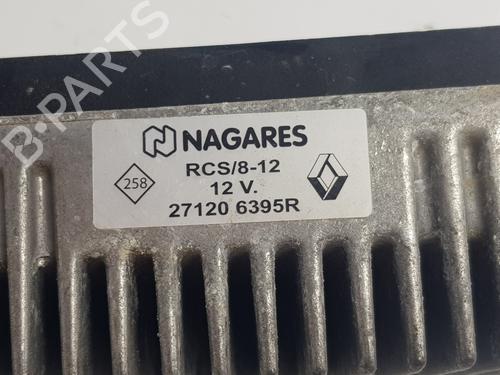 NAGARES
RCS/8-12
258
12 V.
27120 6395R
B-PARTS